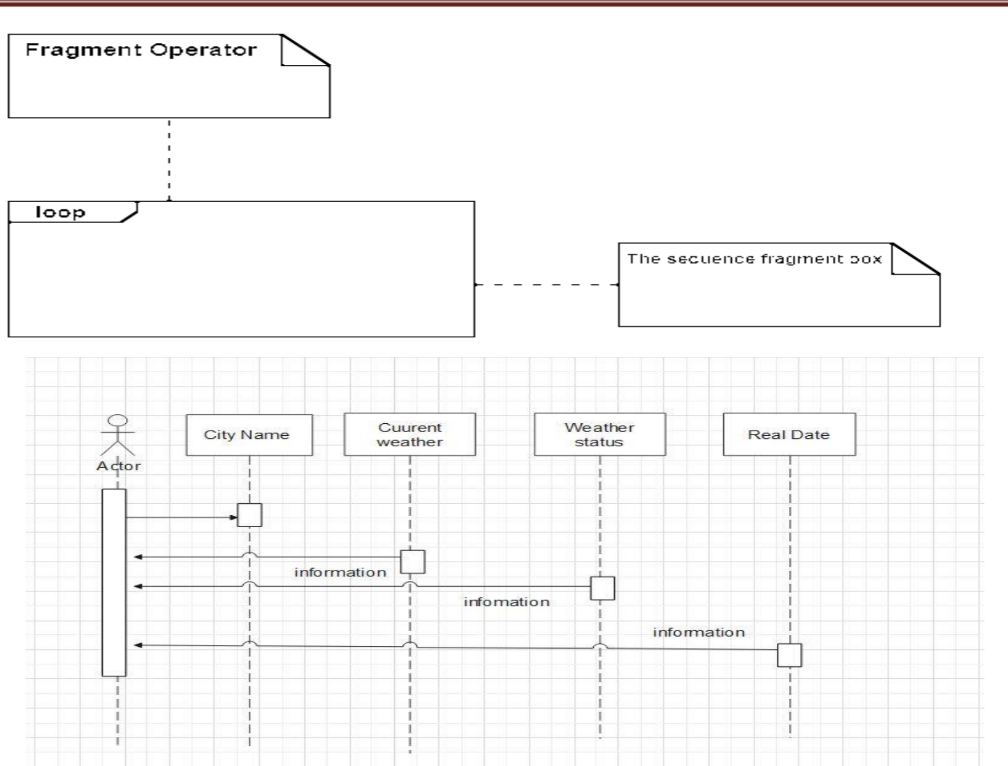 Fragment Operator
loop
The secuence fragment box
City Name
Cuurent
weather
Weather
status
Real Date
Actor
information
infomation
information